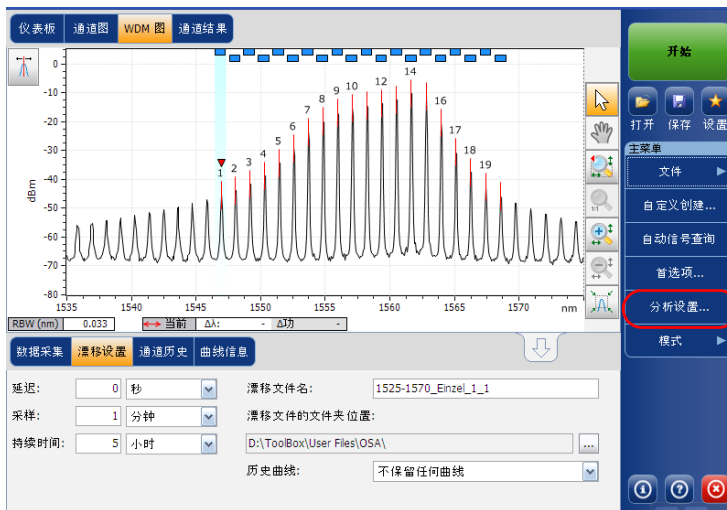 仪表板 通道图 WDM 图 通道结果
开始
打开 保存 设置
主菜单
文件
自定义创建...
自动信号查询
首选项...
分析设置...
模式
0
-10
-20
-30
-40
-50
-60
-70
-80
dBm
1 2 3 4 5 6 7 8 9 10 12 14 16 17 18 19
1535 1540 1545 1550 1555 1560 1565 1570 nm
1:1
RBW (nm) 0.033 当前 Δλ: - Δ功 -
数据采集 漂移设置 通道历史 曲线信息
延迟: 0 秒 漂移文件名: 1525-1570_Einzel_1_1
采样: 1 分钟 漂移文件的文件夹位置:
持续时间: 5 小时 D:\ToolBox\User Files\OSA\ ...
历史曲线: 不保留任何曲线